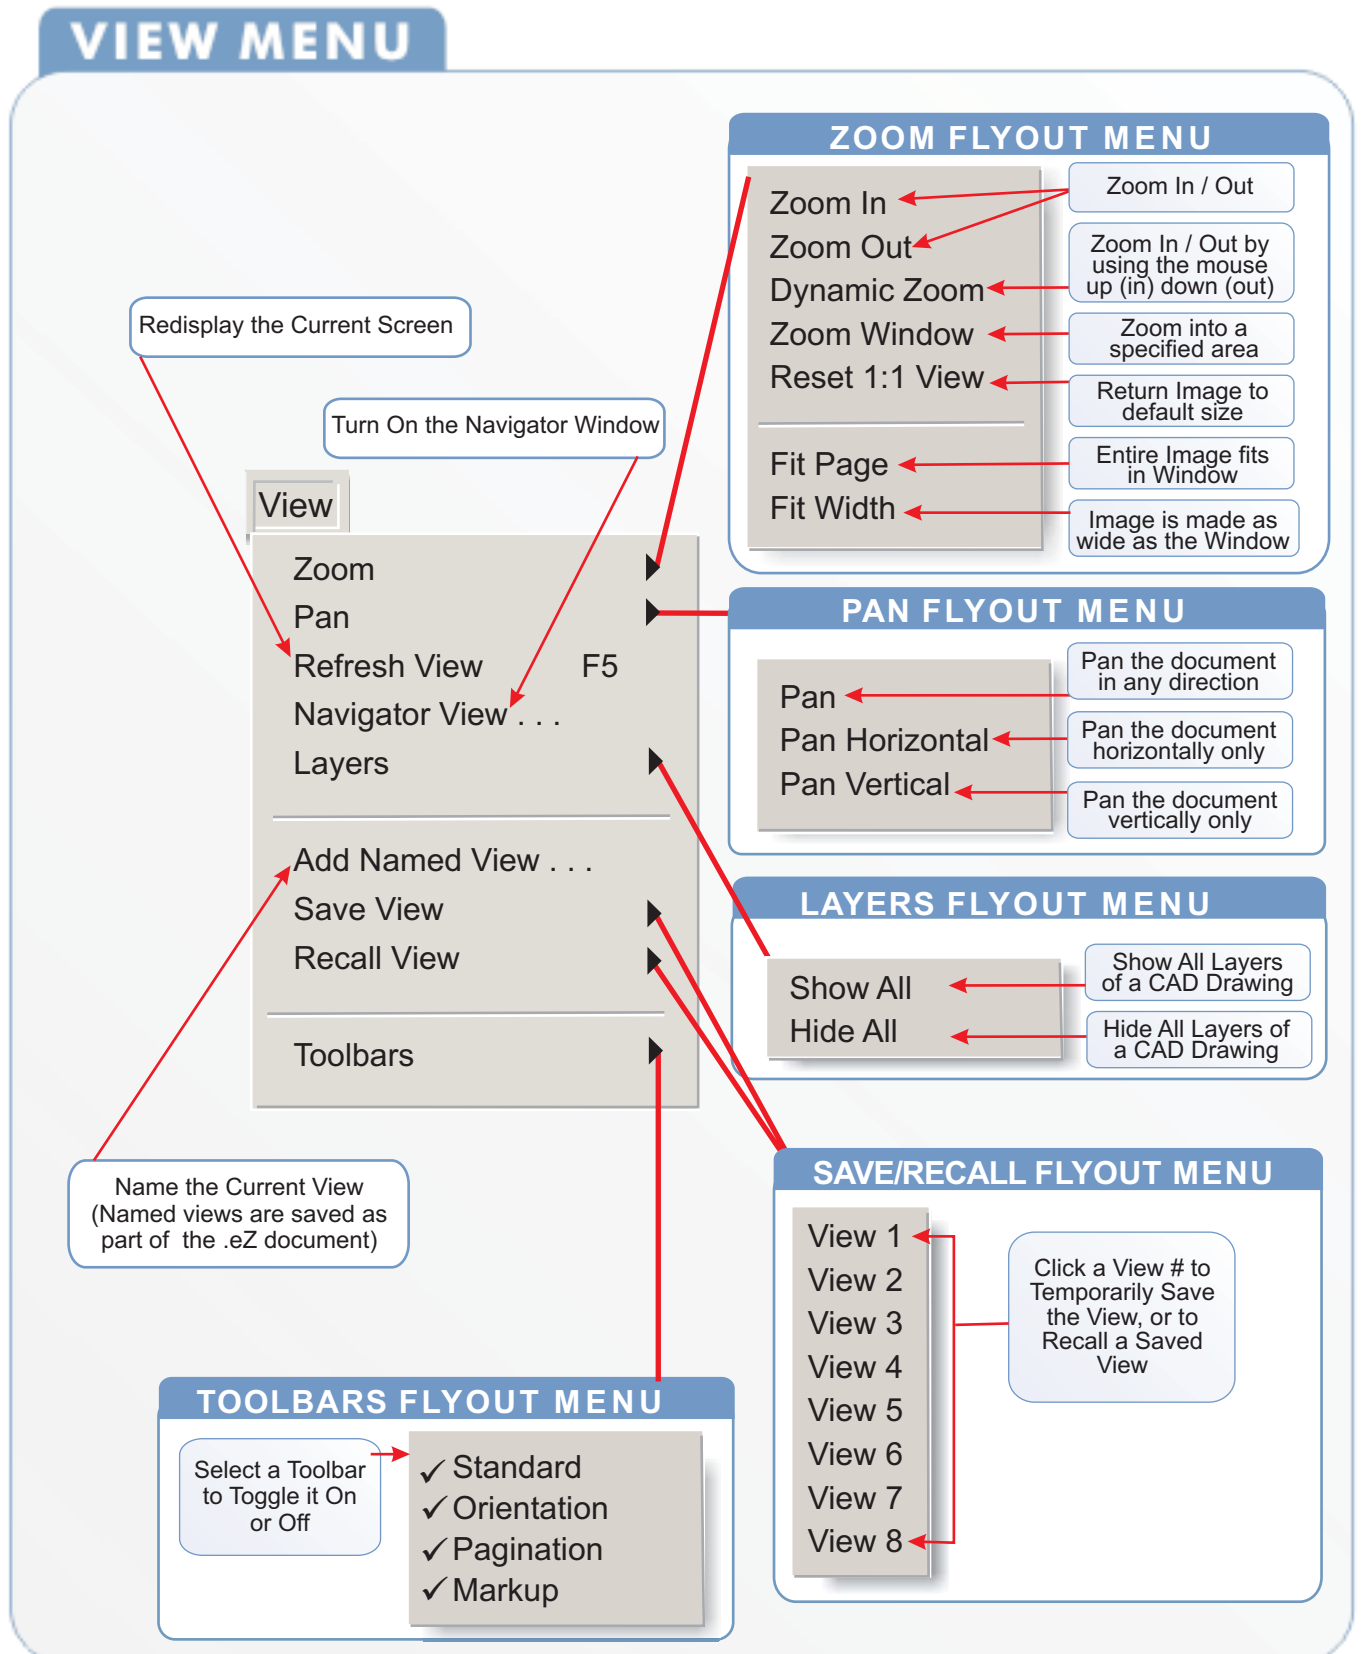 VIEW MENU
ZOOM FLYOUT MENU
Zoom In
Zoom Out
Dynamic Zoom
Zoom Window
Reset 1:1 View
Fit Page
Fit Width
Zoom In / Out
Zoom In / Out by
using the mouse
up (in) down (out)
Zoom into a
specified area
Return Image to
default size
Entire Image fits
in Window
Image is made as
wide as the Window
Redisplay the Current Screen
Turn On the Navigator Window
View
Zoom
Pan
Refresh View F5
Navigator View . . .
Layers
Add Named View . . .
Save View
Recall View
Toolbars
PAN FLYOUT MENU
Pan
Pan Horizontal
Pan Vertical
Pan the document
in any direction
Pan the document
horizontally only
Pan the document
vertically only
LAYERS FLYOUT MENU
Show All
Hide All
Show All Layers
of a CAD Drawing
Hide All Layers of
a CAD Drawing
Name the Current View
(Named views are saved as
part of the .eZ document)
SAVE/RECALL FLYOUT MENU
View 1
View 2
View 3
View 4
View 5
View 6
View 7
View 8
Click a View # to
Temporarily Save
the View, or to
Recall a Saved
View
TOOLBARS FLYOUT MENU
Select a Toolbar
to Toggle it On
or Off
✓ Standard
✓ Orientation
✓ Pagination
✓ Markup